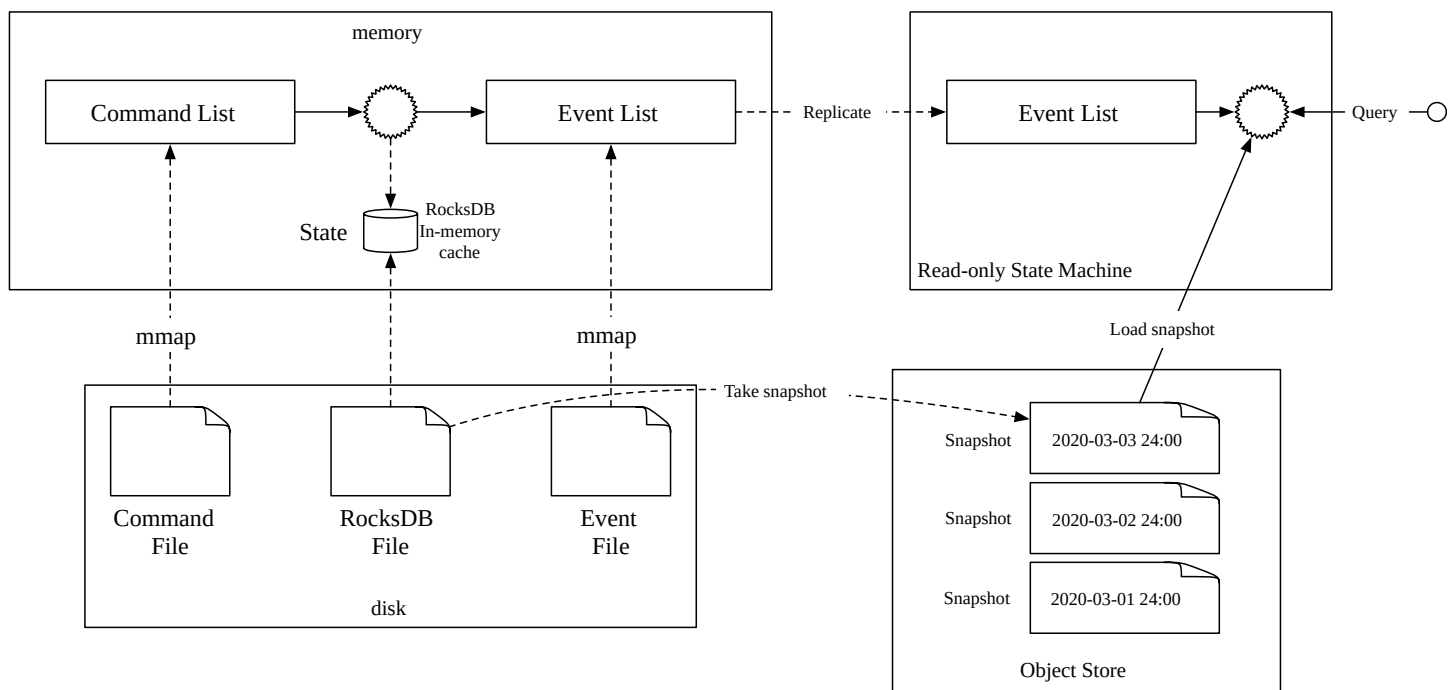 memory
Command List
Event List
Replicate
Event List
Query
State
RocksDB
In-memory
cache
Read-only State Machine
mmap
mmap
Load snapshot
Take snapshot
Command
File
RocksDB
File
Event
File
disk
Snapshot
2020-03-03 24:00
Snapshot
2020-03-02 24:00
Snapshot
2020-03-01 24:00
Object Store